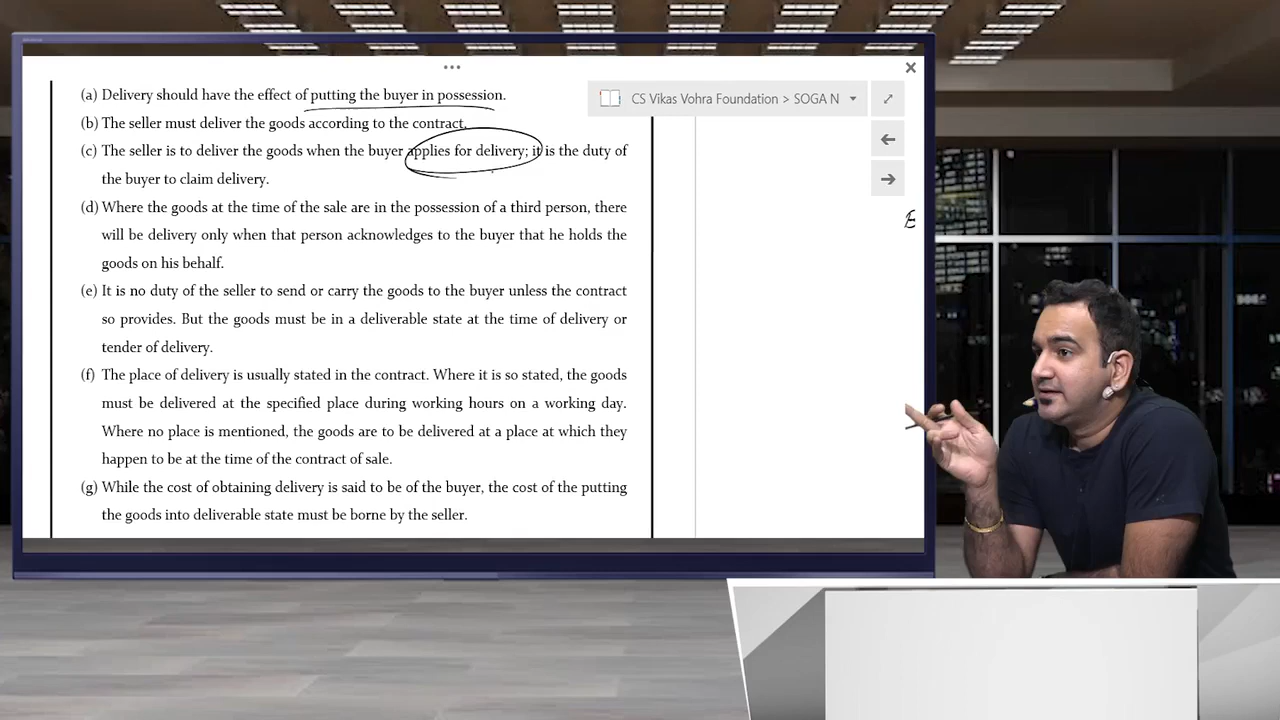 (a) Delivery should have the effect of putting the buyer in possession.
CS Vikas Vohra Foundation > SOGA N
(b) The seller must deliver the goods according to the contract.
(c) The seller is to deliver the goods when the buyer applies for delivery; it is the duty of
the buyer to claim delivery.
(d) Where the goods at the time of the sale are in the possession of a third person, there
will be delivery only when that person acknowledges to the buyer that he holds the
goods on his behalf.
(e) It is no duty of the seller to send or carry the goods to the buyer unless the contract
so provides. But the goods must be in a deliverable state at the time of delivery or
tender of delivery.
(f) The place of delivery is usually stated in the contract. Where it is so stated, the goods
must be delivered at the specified place during working hours on a working day.
Where no place is mentioned, the goods are to be delivered at a place at which they
happen to be at the time of the contract of sale.
(g) While the cost of obtaining delivery is said to be of the buyer, the cost of the putting
the goods into deliverable state must be borne by the seller.